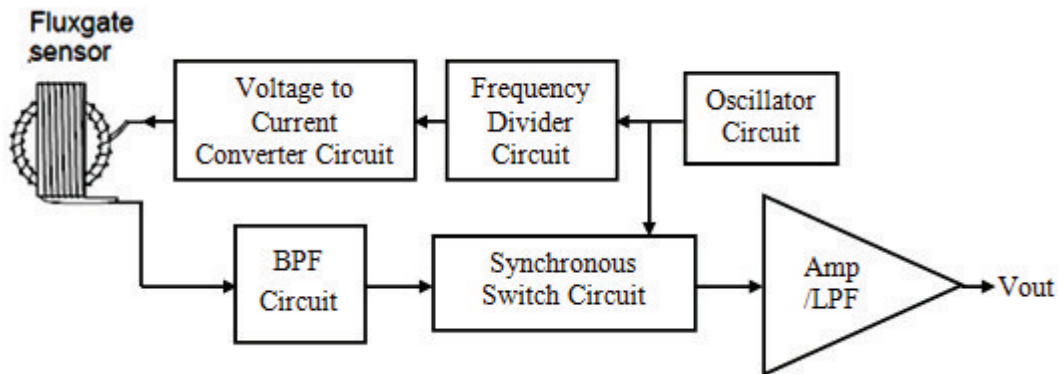 Fluxgate
sensor
Voltage to
Current
Converter Circuit
Frequency
Divider
Circuit
Oscillator
Circuit
BPF
Circuit
Synchronous
Switch Circuit
Amp
/LPF
Vout